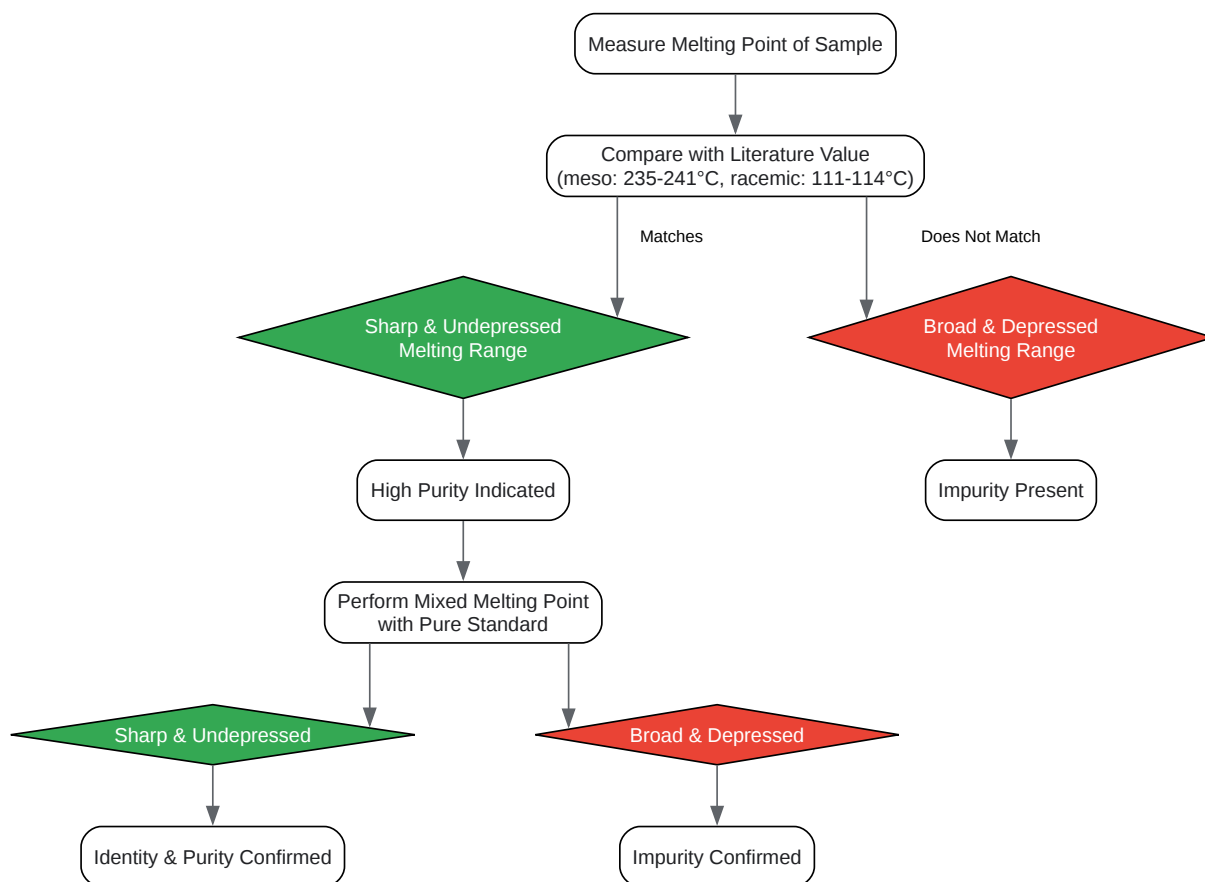 Measure Melting Point of Sample
Compare with Literature Value
(meso: 235-241°C, racemic: 111-114°C)
Matches
Does Not Match
Sharp & Undepressed
Melting Range
Broad & Depressed
Melting Range
High Purity Indicated
Impurity Present
Perform Mixed Melting Point
with Pure Standard
Sharp & Undepressed
Broad & Depressed
Identity & Purity Confirmed
Impurity Confirmed